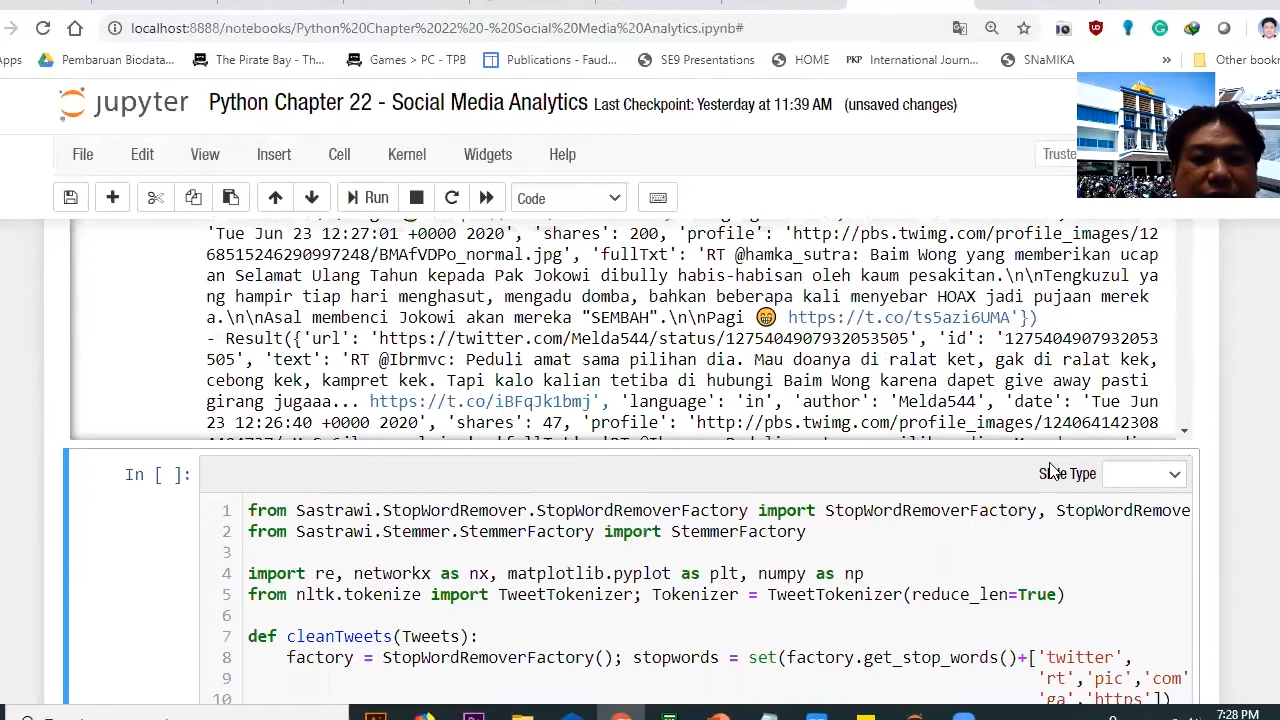 localhost:8888/notebooks/Python%20Chapter%2022%20-%20Social%20Media%20Analytics.ipynb#
Apps Pembaruan Biodata... The Pirate Bay - Th... Games > PC - TPB Publications - Faud... SE9 Presentations HOME PKP International Journ... SNaMIKA » Other bookm
jupyter Python Chapter 22 - Social Media Analytics Last Checkpoint: Yesterday at 11:39 AM (unsaved changes)
File Edit View Insert Cell Kernel Widgets Help Truste
Run Code
'Tue Jun 23 12:27:01 +0000 2020', 'shares': 200, 'profile': 'http://pbs.twimg.com/profile_images/12
68515246290997248/BMAfVDPo_normal.jpg', 'fullTxt': 'RT @hamka_sutra: Baim Wong yang memberikan ucap
an Selamat Ulang Tahun kepada Pak Jokowi dibully habis-habisan oleh kaum pesakitan.\n\nTengkuzul ya
ng hampir tiap hari menghasut, mengadu domba, bahkan beberapa kali menyebar HOAX jadi pujaan merek
a.\n\nAsal membenci Jokowi akan mereka "SEMBAH".\n\nPagi 😁 https://t.co/ts5azi6UMA'})
- Result({'url': 'https://twitter.com/Melda544/status/1275404907932053505', 'id': '1275404907932053
505', 'text': 'RT @Ibrmvc: Peduli amat sama pilihan dia. Mau doanya di ralat ket, gak di ralat kek,
cebong kek, kampret kek. Tapi kalo kalian tetiba di hubungi Baim Wong karena dapet give away pasti
girang jugaaa... https://t.co/iBFqJk1bmj', 'language': 'in', 'author': 'Melda544', 'date': 'Tue Jun
23 12:26:40 +0000 2020', 'shares': 47, 'profile': 'http://pbs.twimg.com/profile_images/124064142308
In [ ]: Slide Type
1 from Sastrawi.StopWordRemover.StopWordRemoverFactory import StopWordRemoverFactory, StopWordRemove
2 from Sastrawi.Stemmer.StemmerFactory import StemmerFactory
3
4 import re, networkx as nx, matplotlib.pyplot as plt, numpy as np
5 from nltk.tokenize import TweetTokenizer; Tokenizer = TweetTokenizer(reduce_len=True)
6
7 def cleanTweets(Tweets):
8 factory = StopWordRemoverFactory(); stopwords = set(factory.get_stop_words()+['twitter',
9 'rt','pic','com'
10 'ga','https'])
7:28 PM